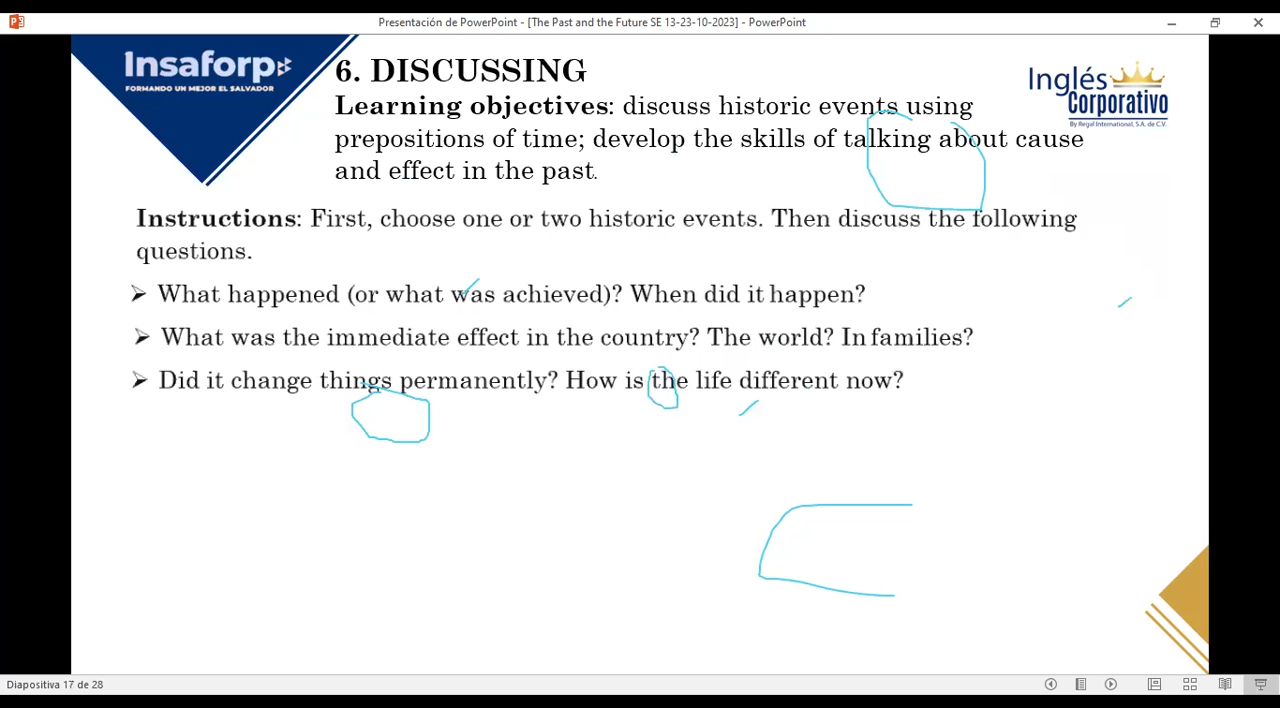 Presentación de PowerPoint - [The Past and the Future SE 13-23-10-2023] - PowerPoint
Insaforp
FORMANDO UN MEJOR EL SALVADOR
Inglés
Corporativo
By Regal International, S.A. de C.V.
6. DISCUSSING
Learning objectives: discuss historic events using
prepositions of time; develop the skills of talking about cause
and effect in the past.
Instructions: First, choose one or two historic events. Then discuss the following
questions.
➢ What happened (or what was achieved)? When did it happen?
➢ What was the immediate effect in the country? The world? In families?
➢ Did it change things permanently? How is the life different now?
Diapositiva 17 de 28